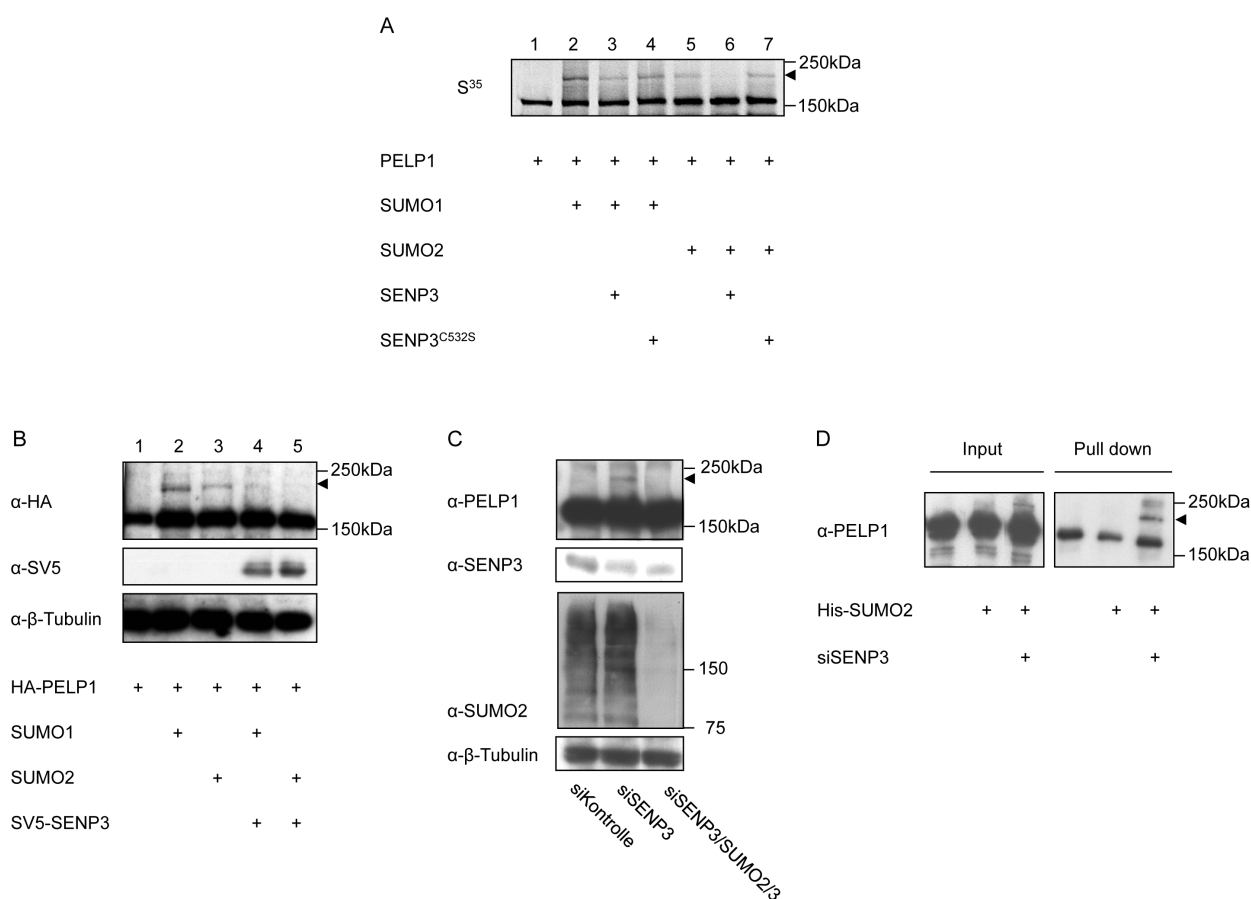 A
1 2 3 4 5 6 7
250kDa
S³⁵
150kDa
PELP1 + + + + + + +
SUMO1 + + +
SUMO2 + + +
SENP3 + +
SENP3ᶜ⁵³²ˢ + +
B
1 2 3 4 5
250kDa
α-HA
150kDa
α-SV5
α-β-Tubulin
HA-PELP1 + + + + +
SUMO1 + +
SUMO2 + +
SV5-SENP3 + +
C
250kDa
α-PELP1
150kDa
α-SENP3
150
α-SUMO2
75
α-β-Tubulin
siKontrolle
siSENP3
siSENP3/SUMO2/3
D
Input Pull down
250kDa
α-PELP1
150kDa
His-SUMO2 + + + +
siSENP3 + +